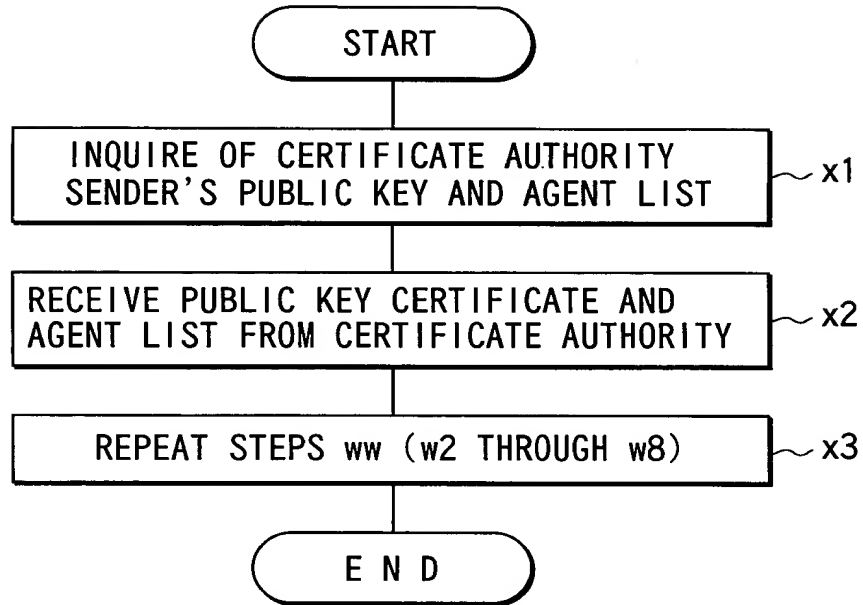 START
INQUIRE OF CERTIFICATE AUTHORITY
SENDER'S PUBLIC KEY AND AGENT LIST
x1
RECEIVE PUBLIC KEY CERTIFICATE AND
AGENT LIST FROM CERTIFICATE AUTHORITY
x2
REPEAT STEPS ww (w2 THROUGH w8)
x3
END